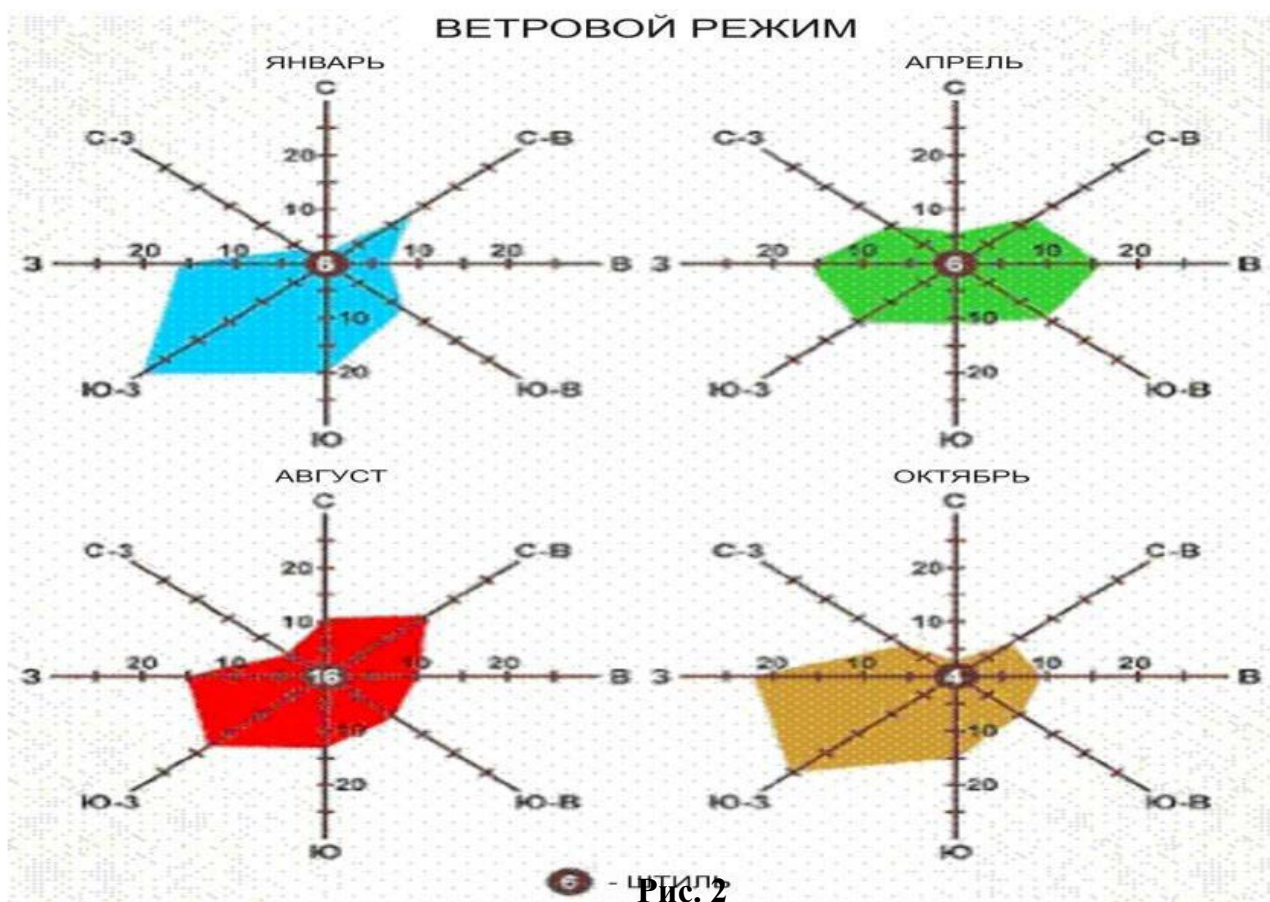 ВЕТРОВОЙ РЕЖИМ
ЯНВАРЬ
С
С-З
С-В
20
10
20
10
10
20
З
6
В
10
20
Ю-З
Ю-В
Ю
АПРЕЛЬ
С
С-З
С-В
20
10
20
10
10
20
З
6
В
10
20
Ю-З
Ю-В
Ю
АВГУСТ
С
С-З
С-В
20
10
20
10
10
20
З
16
В
10
20
Ю-З
Ю-В
Ю
ОКТЯБРЬ
С
С-З
С-В
20
10
20
10
10
20
З
4
В
10
20
Ю-З
Ю-В
Ю
6 - ШТИЛЬ
Рис. 2